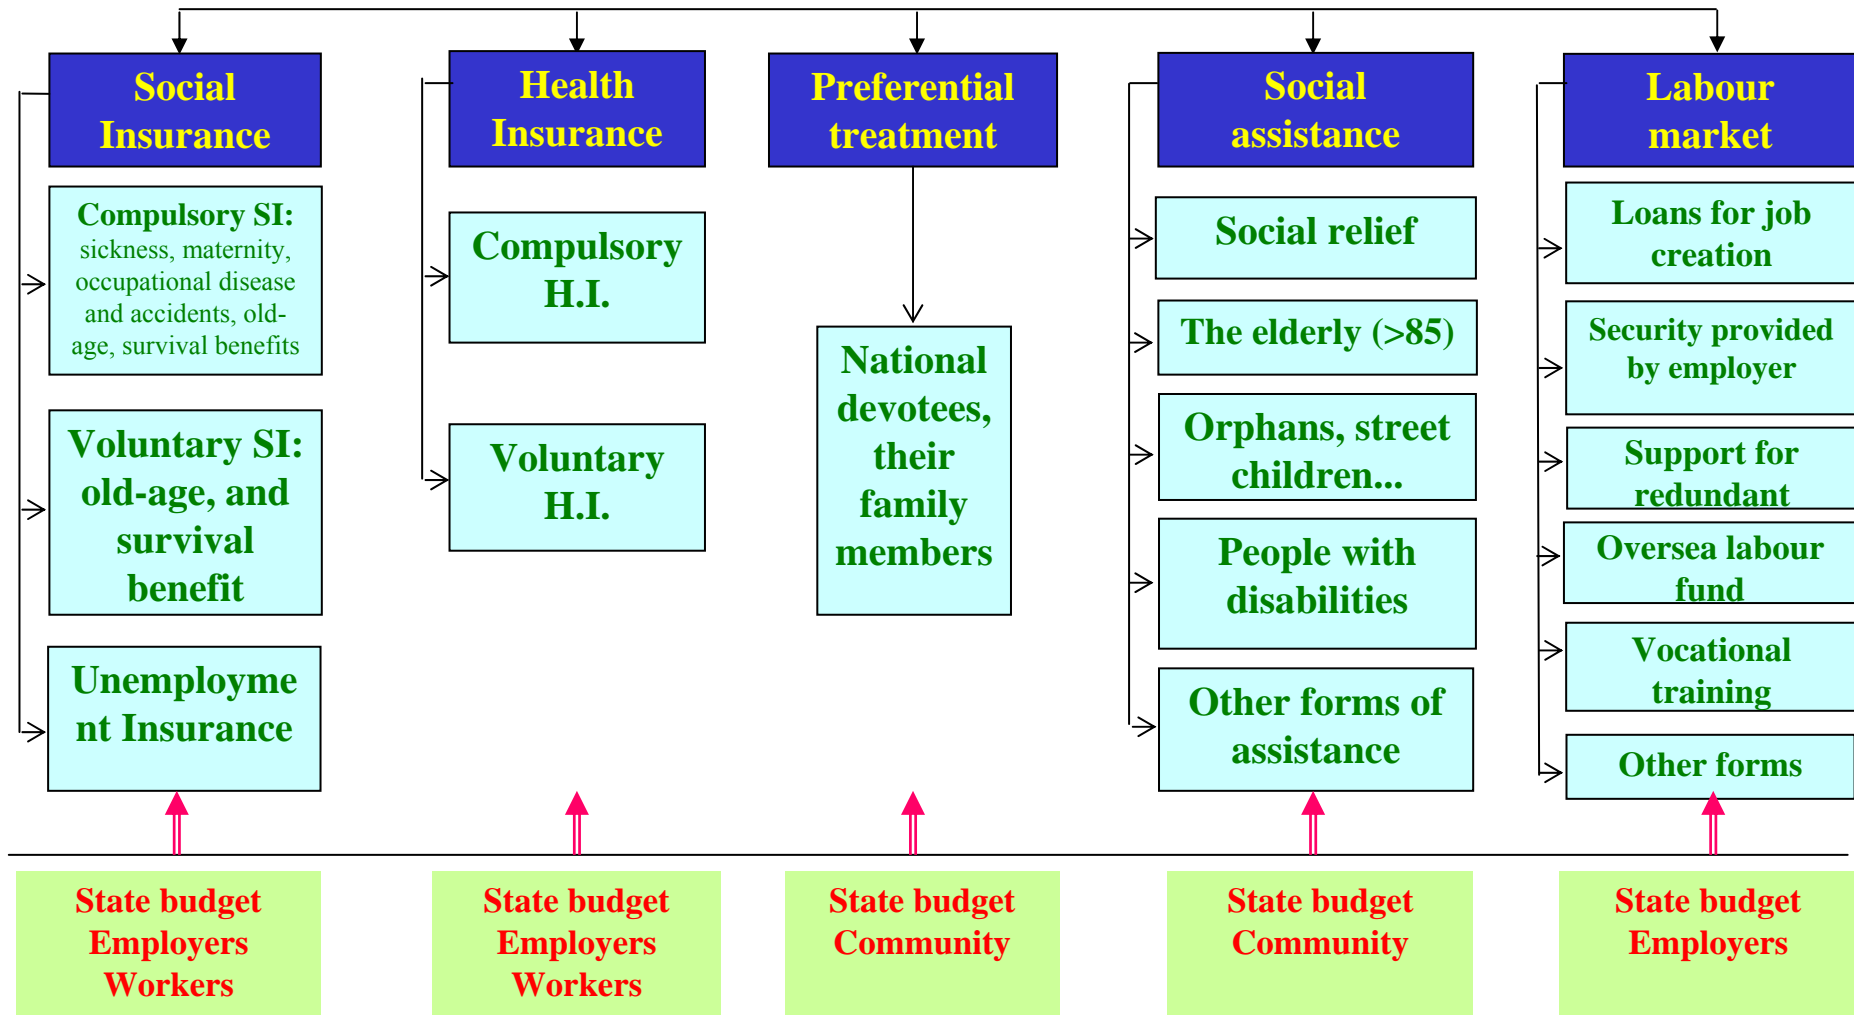 Social
Insurance
Health
Insurance
Preferential
treatment
Social
assistance
Labour
market
Compulsory SI:
sickness, maternity,
occupational disease
and accidents, old-
age, survival benefits
Voluntary SI:
old-age, and
survival
benefit
Unemployme
nt Insurance
Compulsory
H.I.
Voluntary
H.I.
National
devotees,
their
family
members
Social relief
The elderly (>85)
Orphans, street
children...
People with
disabilities
Other forms of
assistance
Loans for job
creation
Security provided
by employer
Support for
redundant
Oversea labour
fund
Vocational
training
Other forms
State budget
Employers
Workers
State budget
Employers
Workers
State budget
Community
State budget
Community
State budget
Employers